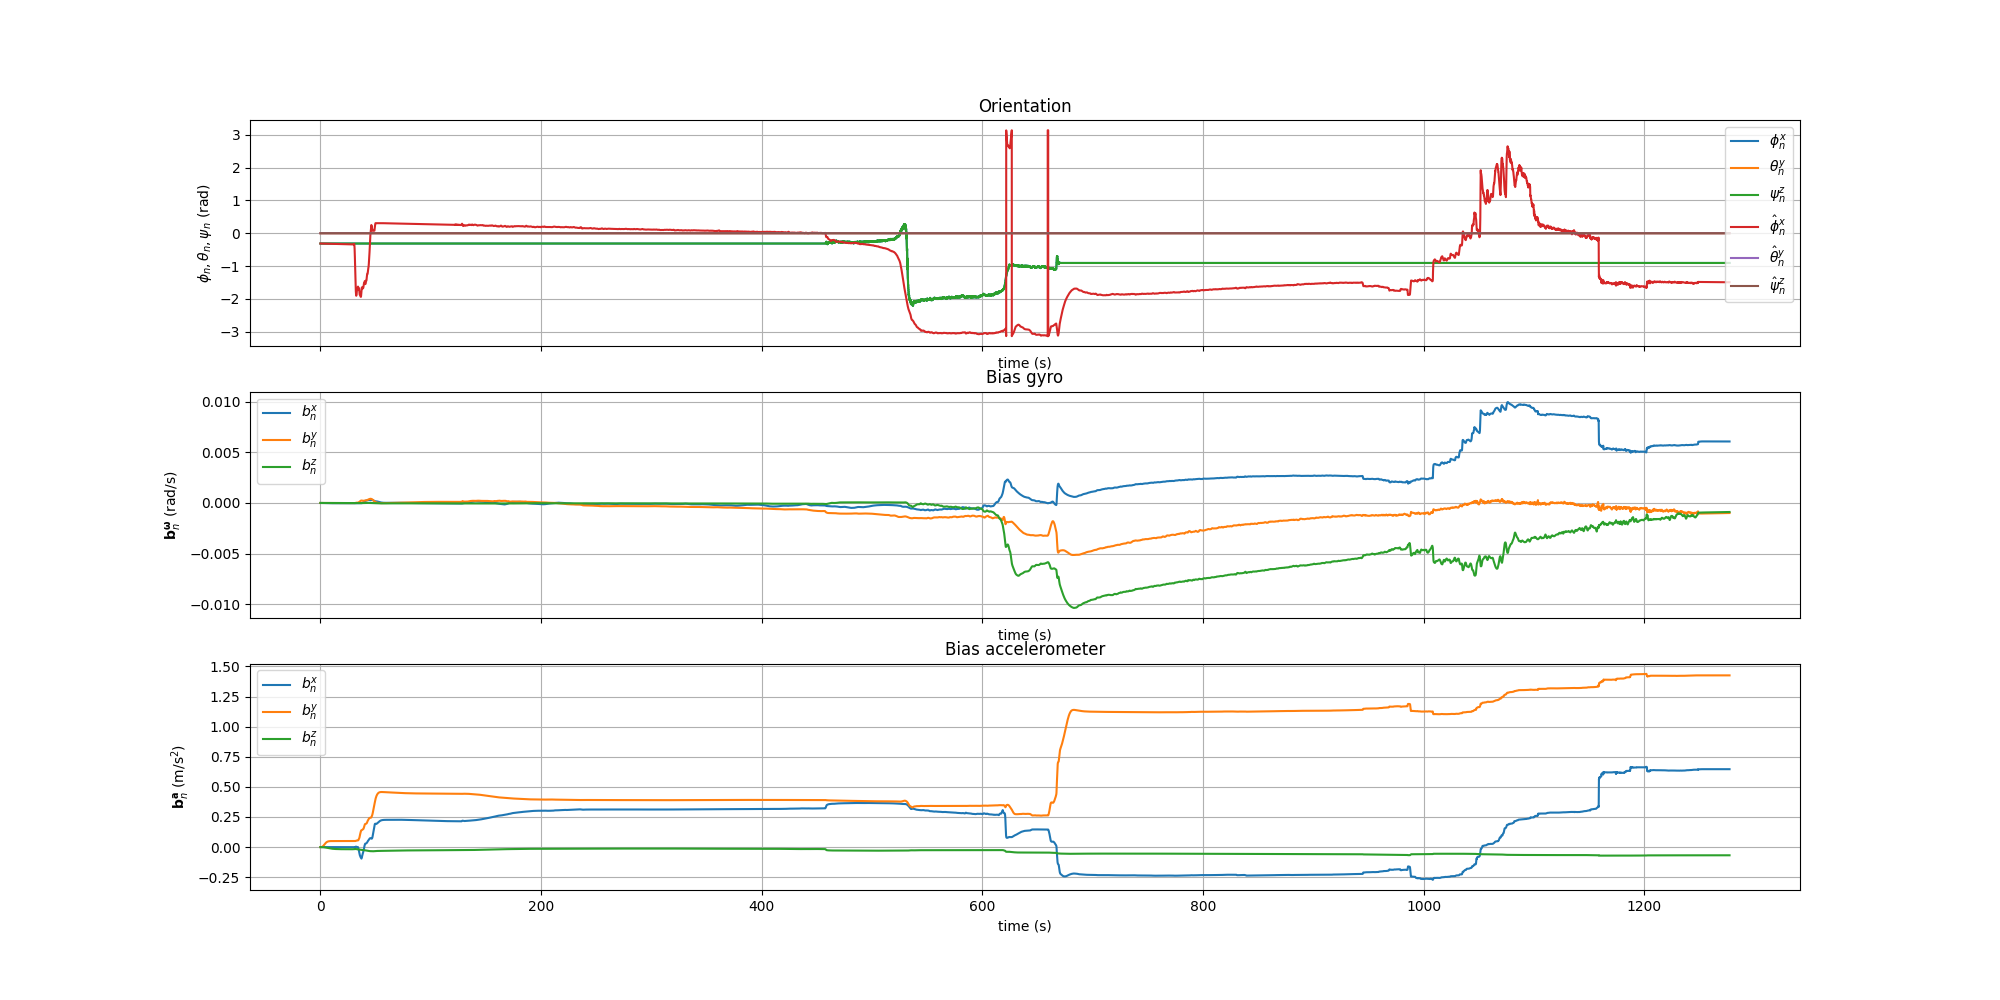 Orientation
ϕₙ, θₙ, ψₙ (rad)
3
2
1
0
−1
−2
−3
ϕₙˣ
θₙʸ
ψₙᶻ
ϕ̂ₙˣ
θ̂ₙʸ
ψ̂ₙᶻ
time (s)
Bias gyro
𝐛ₙ^𝛚 (rad/s)
0.010
0.005
0.000
−0.005
−0.010
bₙˣ
bₙʸ
bₙᶻ
time (s)
Bias accelerometer
𝐛ₙ^𝐚 (m/s²)
1.50
1.25
1.00
0.75
0.50
0.25
0.00
−0.25
bₙˣ
bₙʸ
bₙᶻ
0 200 400 600 800 1000 1200
time (s)